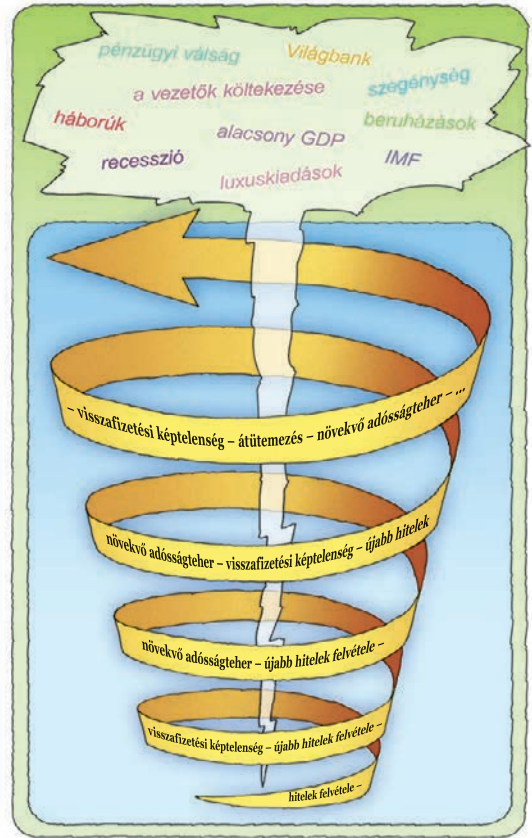 pénzügyi válság
Világbank
a vezetők költekezése
szegénység
háborúk
alacsony GDP
beruházások
recesszió
luxuskiadások
IMF
– visszafizetési képtelenség – átütemezés – növekvő adósságteher – ...
növekvő adósságteher – visszafizetési képtelenség – újabb hitelek
növekvő adósságteher – újabb hitelek felvétele –
visszafizetési képtelenség – újabb hitelek felvétele –
hitelek felvétele –